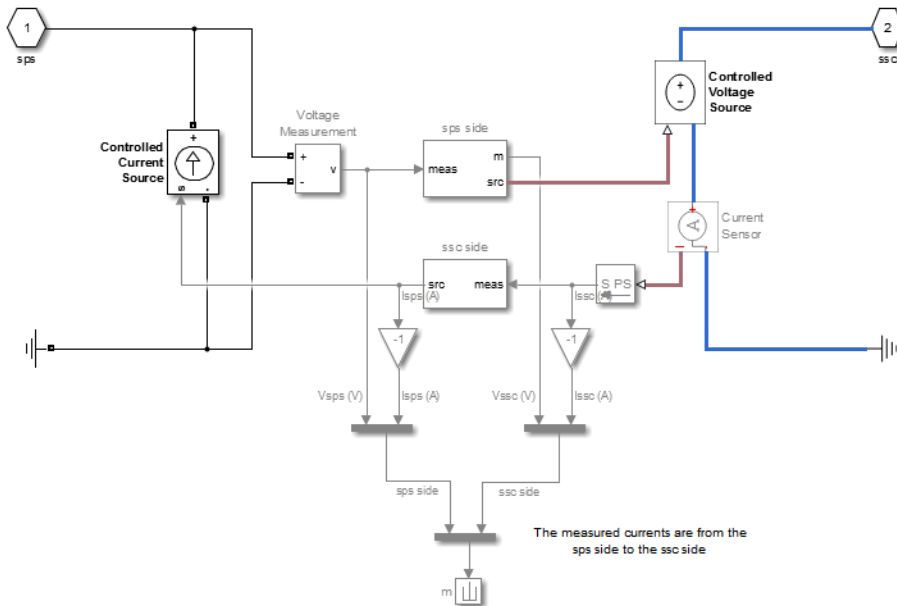 1
sps
2
ssc
Controlled
Voltage
Source
Voltage
Measurement
Controlled
Current
Source
+
s
-
+
-
v
sps side
meas
m
src
+
-
Current
Sensor
A
+
-
ssc side
src
meas
S PS
Isps (A)
Issc (A)
-1
-1
Vsps (V)
Isps (A)
Vssc (V)
Issc (A)
sps side
ssc side
The measured currents are from the
sps side to the ssc side
m